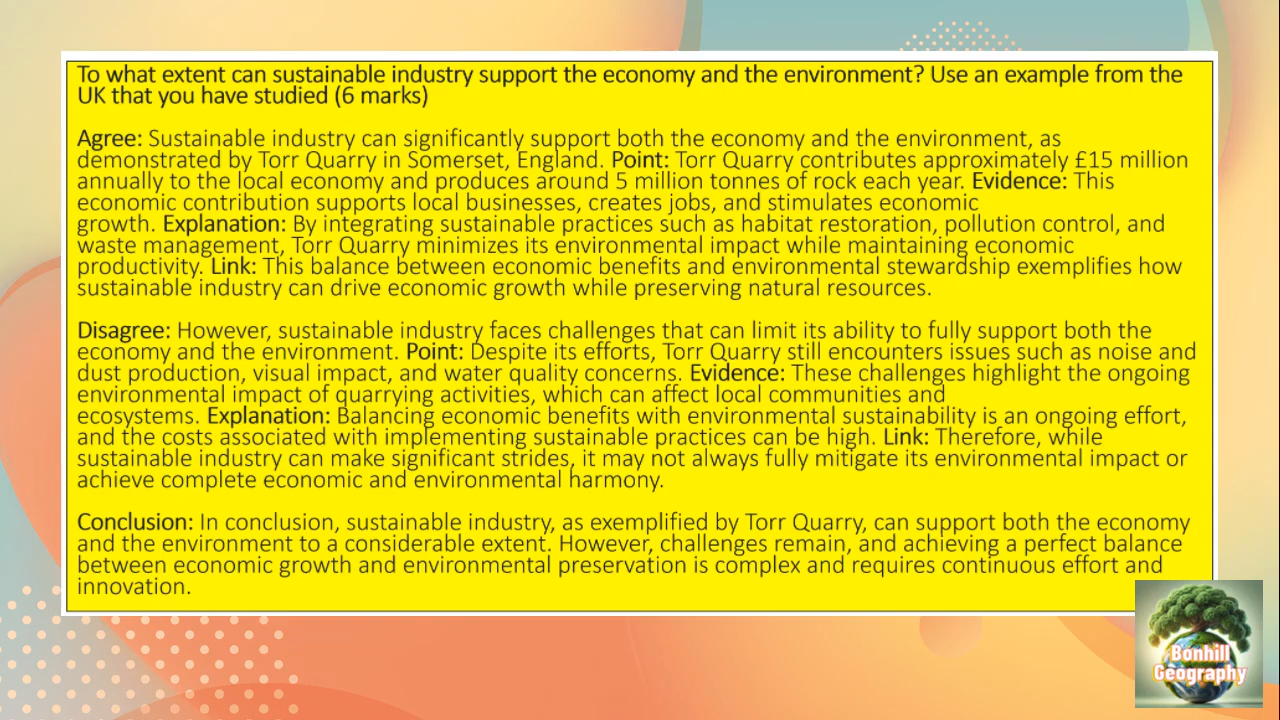 To what extent can sustainable industry support the economy and the environment? Use an example from the
UK that you have studied (6 marks)
Agree: Sustainable industry can significantly support both the economy and the environment, as
demonstrated by Torr Quarry in Somerset, England. Point: Torr Quarry contributes approximately £15 million
annually to the local economy and produces around 5 million tonnes of rock each year. Evidence: This
economic contribution supports local businesses, creates jobs, and stimulates economic
growth. Explanation: By integrating sustainable practices such as habitat restoration, pollution control, and
waste management, Torr Quarry minimizes its environmental impact while maintaining economic
productivity. Link: This balance between economic benefits and environmental stewardship exemplifies how
sustainable industry can drive economic growth while preserving natural resources.
Disagree: However, sustainable industry faces challenges that can limit its ability to fully support both the
economy and the environment. Point: Despite its efforts, Torr Quarry still encounters issues such as noise and
dust production, visual impact, and water quality concerns. Evidence: These challenges highlight the ongoing
environmental impact of quarrying activities, which can affect local communities and
ecosystems. Explanation: Balancing economic benefits with environmental sustainability is an ongoing effort,
and the costs associated with implementing sustainable practices can be high. Link: Therefore, while
sustainable industry can make significant strides, it may not always fully mitigate its environmental impact or
achieve complete economic and environmental harmony.
Conclusion: In conclusion, sustainable industry, as exemplified by Torr Quarry, can support both the economy
and the environment to a considerable extent. However, challenges remain, and achieving a perfect balance
between economic growth and environmental preservation is complex and requires continuous effort and
innovation.
Bonhill
Geography